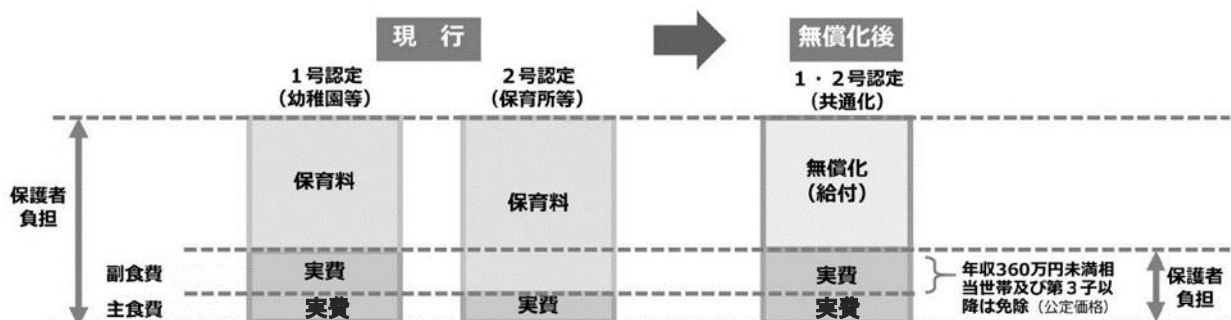 現 行
無償化後
1号認定
(幼稚園等)
2号認定
(保育所等)
1・2号認定
(共通化)
保護者
負担
保育料
保育料
無償化
(給付)
副食費
実費
実費
年収360万円未満相
当世帯及び第3子以
降は免除(公定価格)
保護者
負担
主食費
実費
実費
実費